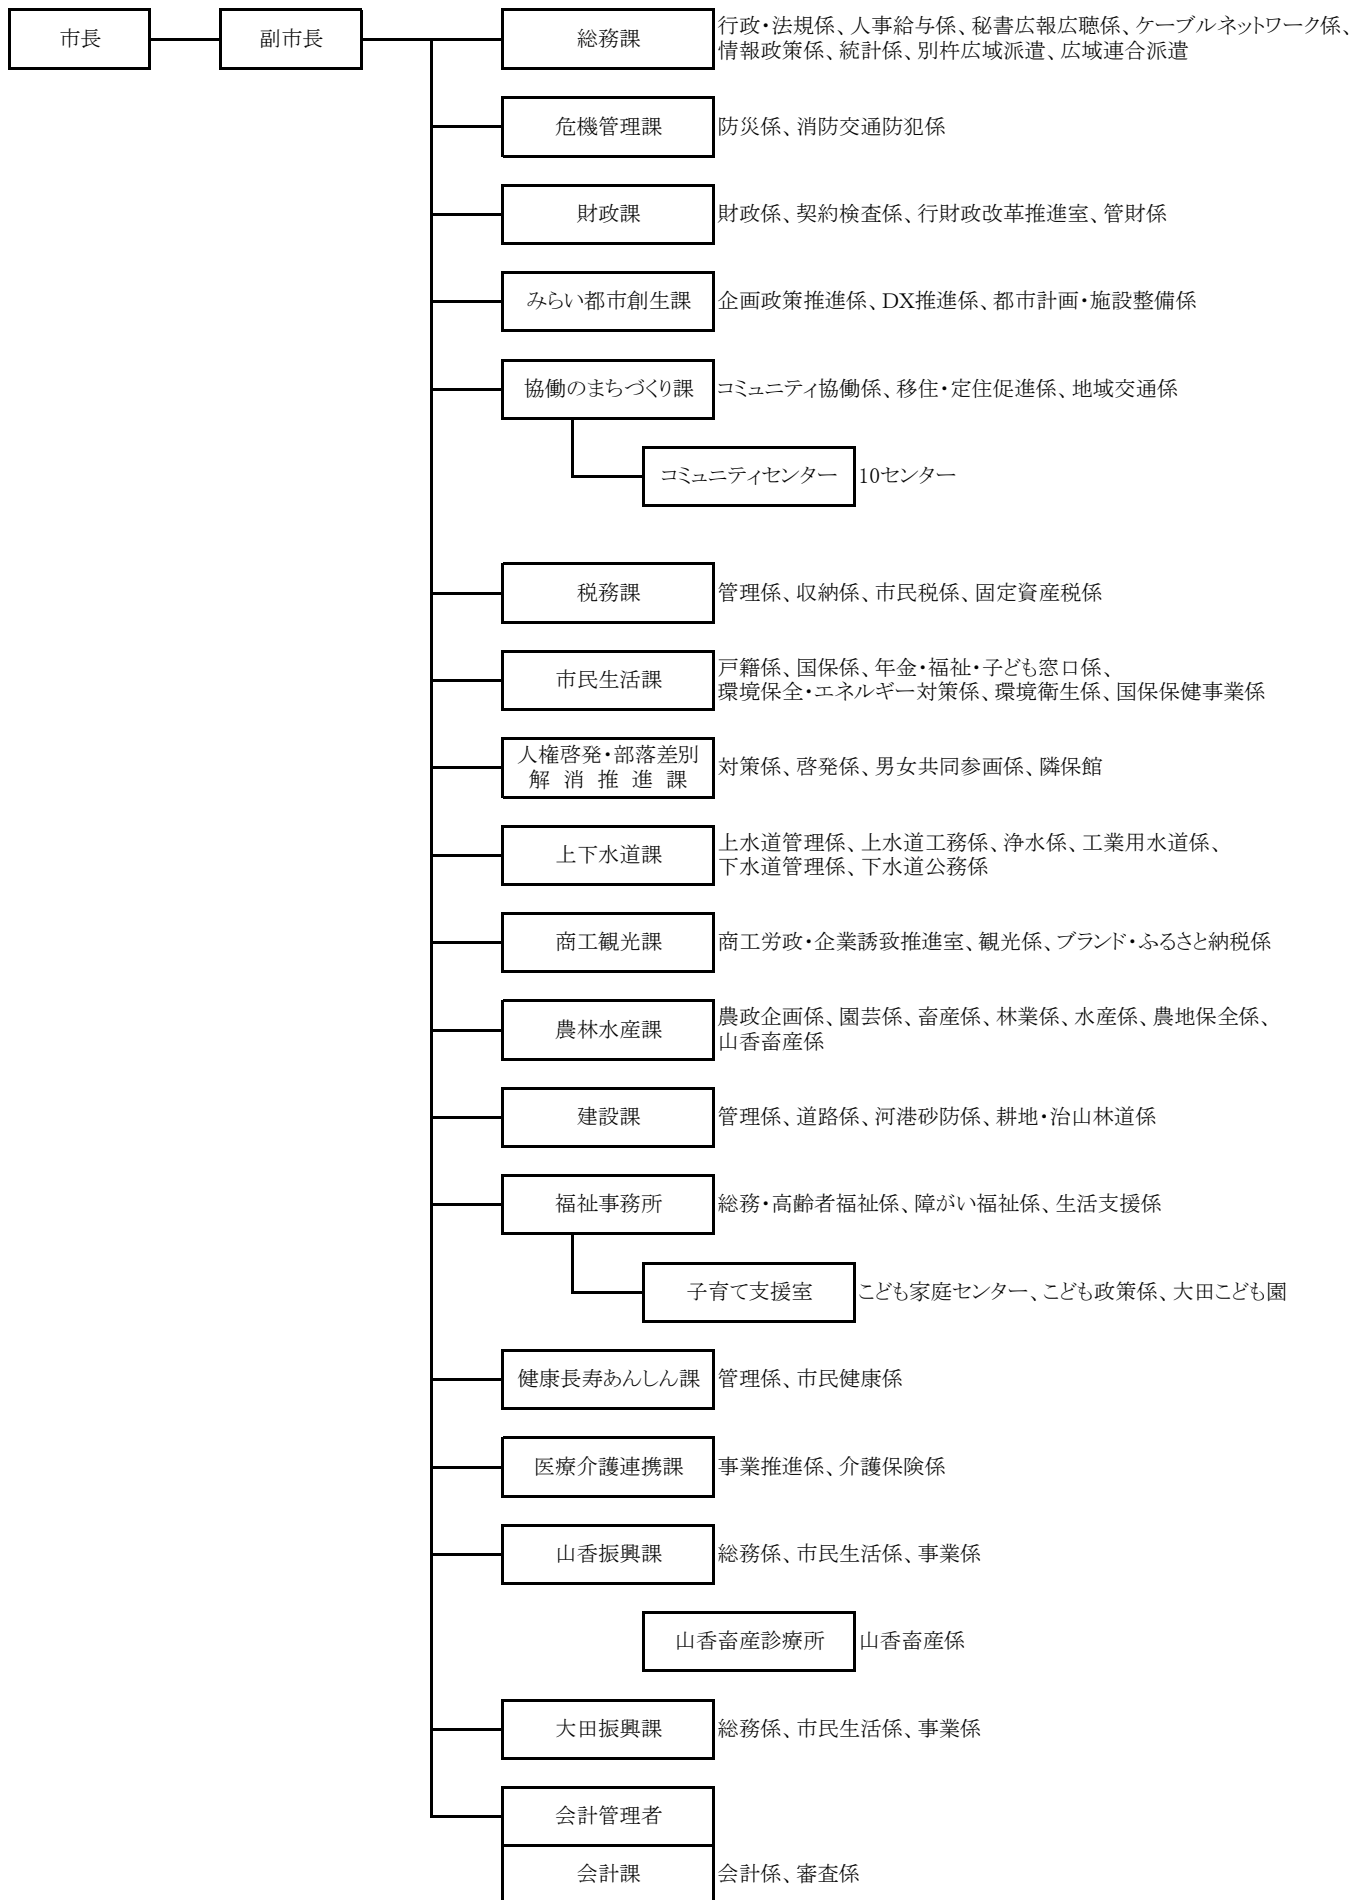 市長
副市長
総務課
行政・法規係、人事給与係、秘書広報広聴係、ケーブルネットワーク係、
情報政策係、統計係、別杵広域派遣、広域連合派遣
危機管理課
防災係、消防交通防犯係
財政課
財政係、契約検査係、行財政改革推進室、管財係
みらい都市創生課
企画政策推進係、DX推進係、都市計画・施設整備係
協働のまちづくり課
コミュニティ協働係、移住・定住促進係、地域交通係
コミュニティセンター
10センター
税務課
管理係、収納係、市民税係、固定資産税係
市民生活課
戸籍係、国保係、年金・福祉・子ども窓口係、
環境保全・エネルギー対策係、環境衛生係、国保保健事業係
人権啓発・部落差別
解消推進課
対策係、啓発係、男女共同参画係、隣保館
上下水道課
上水道管理係、上水道工務係、浄水係、工業用水道係、
下水道管理係、下水道公務係
商工観光課
商工労政・企業誘致推進室、観光係、ブランド・ふるさと納税係
農林水産課
農政企画係、園芸係、畜産係、林業係、水産係、農地保全係、
山香畜産係
建設課
管理係、道路係、河港砂防係、耕地・治山林道係
福祉事務所
総務・高齢者福祉係、障がい福祉係、生活支援係
子育て支援室
こども家庭センター、こども政策係、大田こども園
健康長寿あんしん課
管理係、市民健康係
医療介護連携課
事業推進係、介護保険係
山香振興課
総務係、市民生活係、事業係
山香畜産診療所
山香畜産係
大田振興課
総務係、市民生活係、事業係
会計管理者
会計課
会計係、審査係